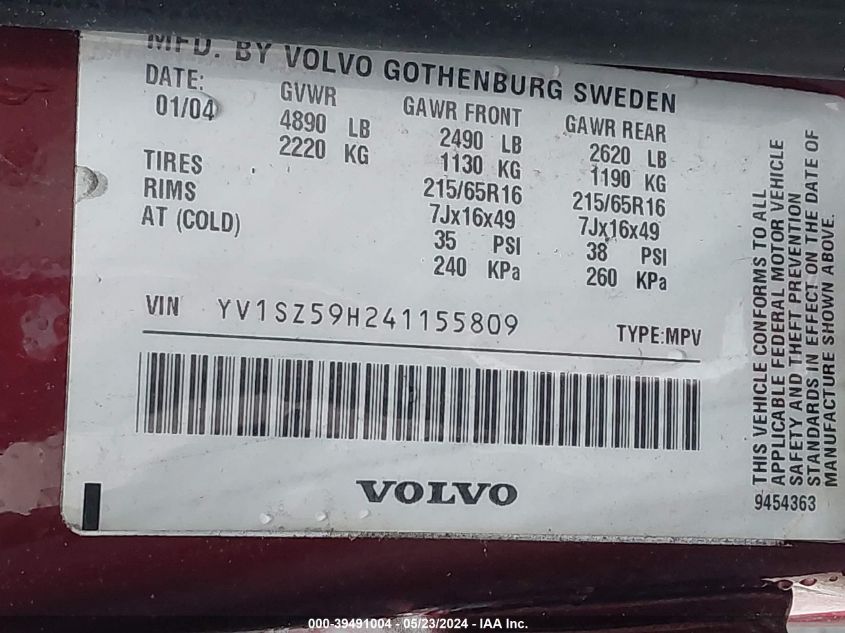 MFD. BY VOLVO GOTHENBURG SWEDEN
DATE: GVWR GAWR FRONT GAWR REAR
01/04 4890 LB 2490 LB 2620 LB
2220 KG 1130 KG 1190 KG
TIRES 215/65R16 215/65R16
RIMS 7Jx16x49 7Jx16x49
AT (COLD) 35 PSI 38 PSI
240 KPa 260 KPa
VIN YV1SZ59H241155809 TYPE:MPV
VOLVO
THIS VEHICLE CONFORMS TO ALL
APPLICABLE FEDERAL MOTOR VEHICLE
SAFETY AND THEFT PREVENTION
STANDARDS IN EFFECT ON THE DATE OF
MANUFACTURE SHOWN ABOVE.
9454363
000-39491004 - 05/23/2024 - IAA Inc.